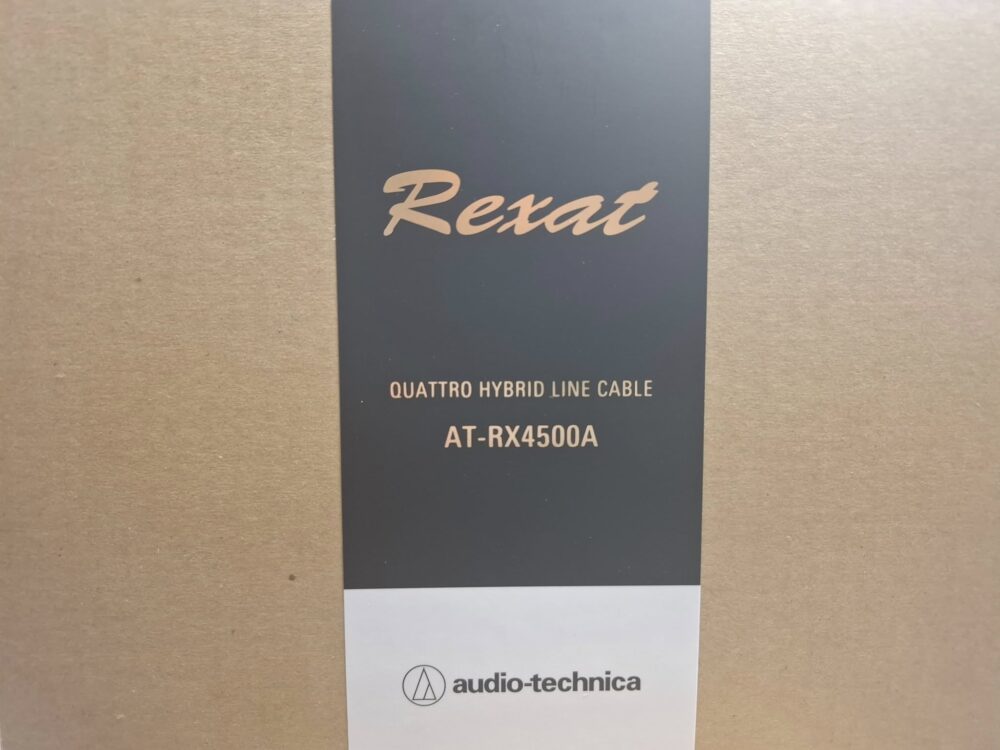 Rexat
QUATTRO HYBRID LINE CABLE
AT-RX4500A
audio-technica